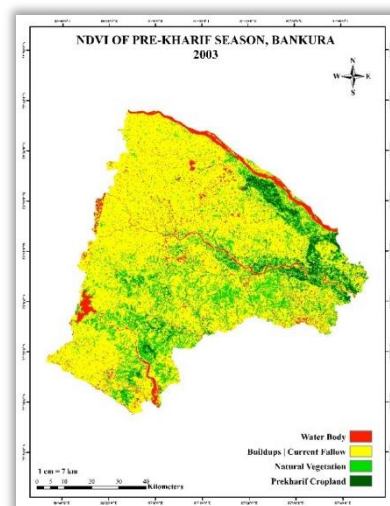 NDVI OF PRE-KHARIF SEASON, BANKURA
2003
N
W E
S
Water Body
Buildups | Current Fallow
Natural Vegetation
Prekharif Cropland
1 cm = 7 km
0 5 10 20 30 40
Kilometers